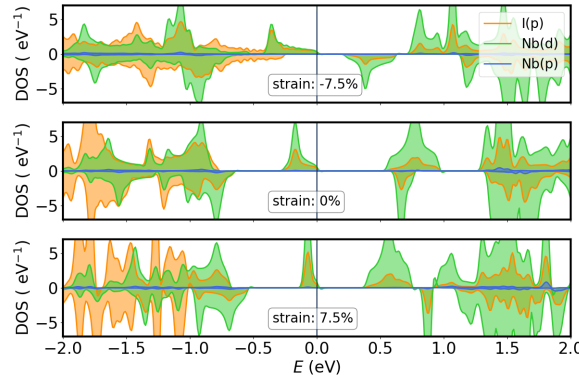 DOS ( eV⁻¹)
5
0
−5
strain: -7.5%
I(p)
Nb(d)
Nb(p)
DOS ( eV⁻¹)
5
0
−5
strain: 0%
DOS ( eV⁻¹)
5
0
−5
strain: 7.5%
−2.0 −1.5 −1.0 −0.5 0.0 0.5 1.0 1.5 2.0
E (eV)